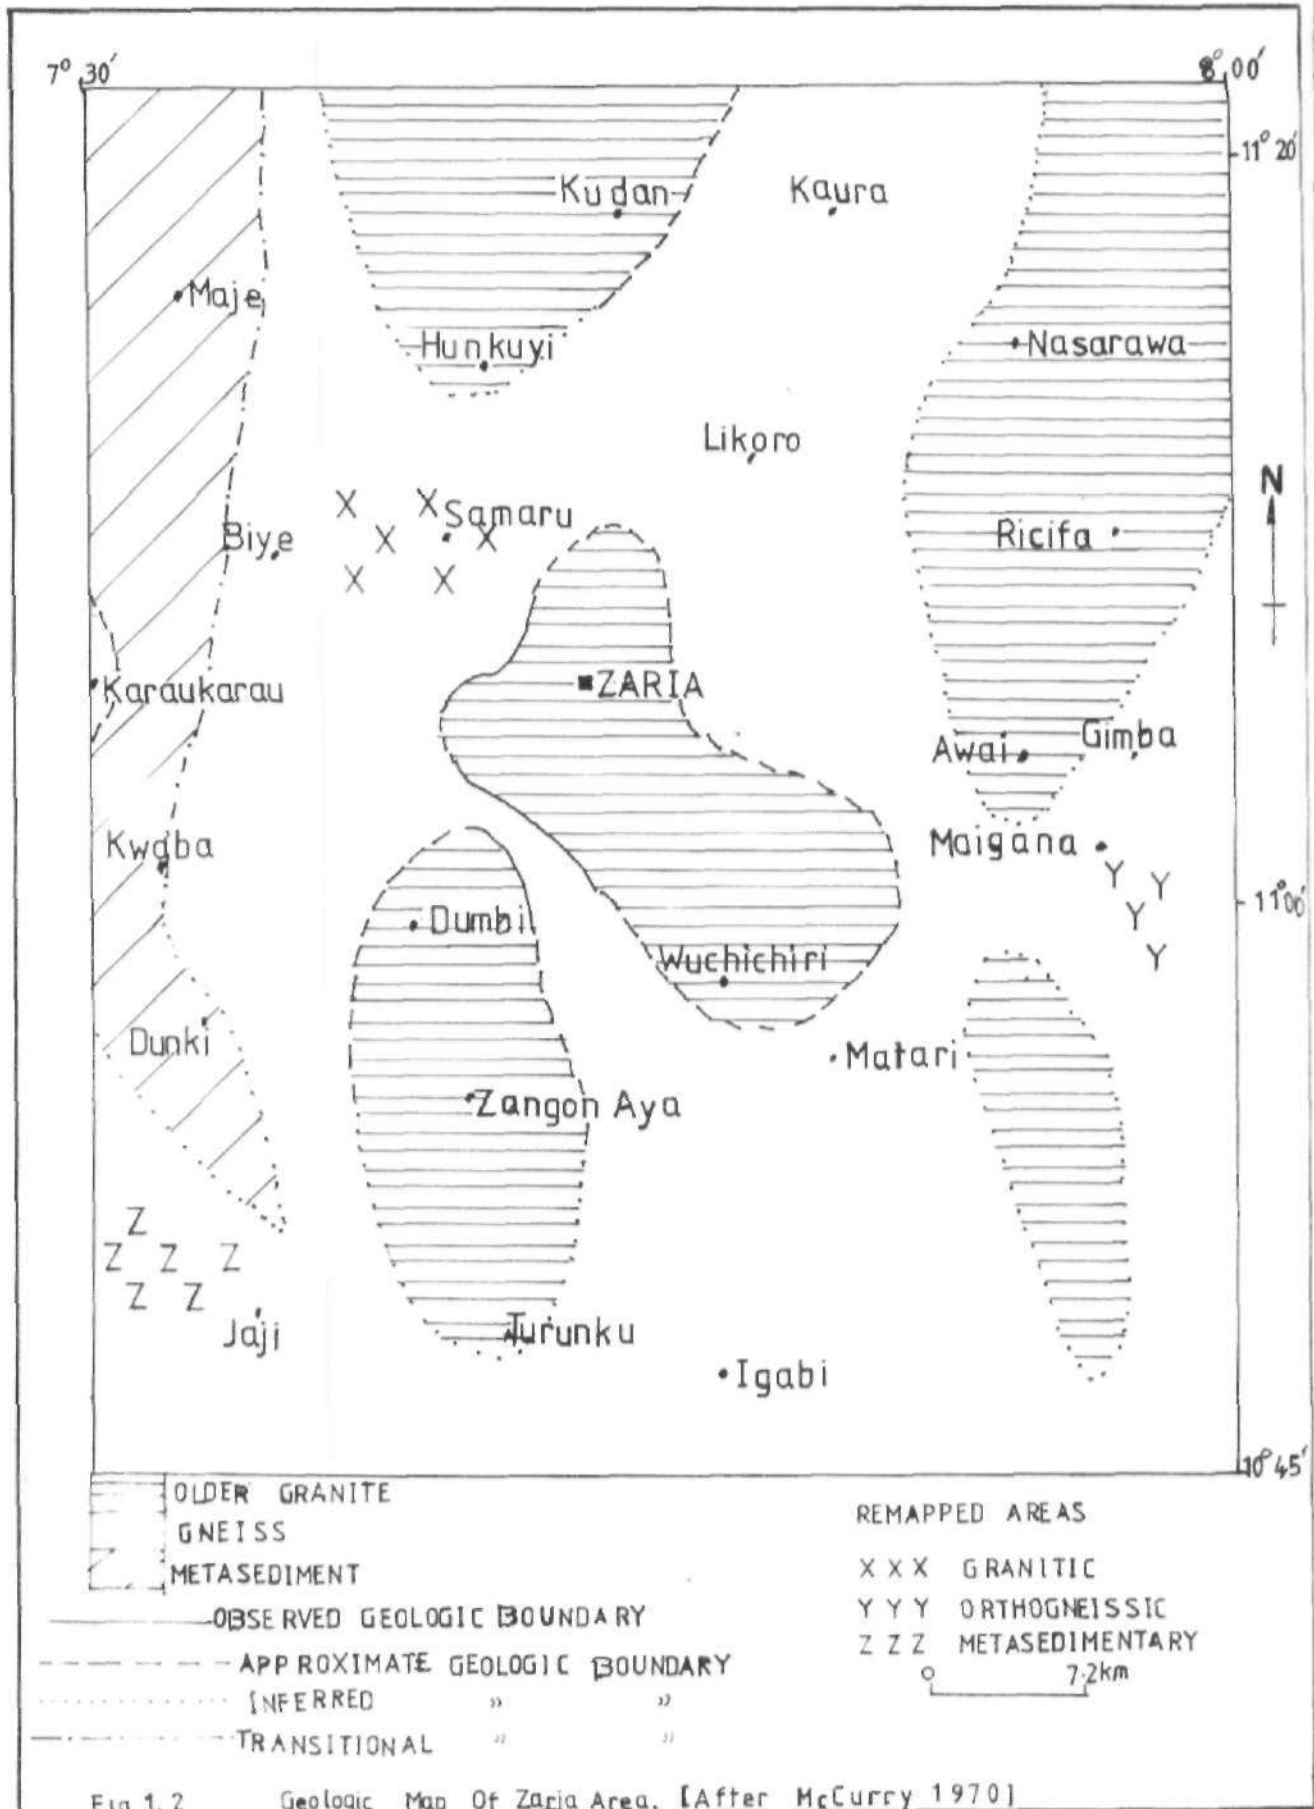 7° 30′ 8° 00′
11° 20′
Kudan Kaura
Maje
Hunkuyi Nasarawa
Likoro
N
X X Samaru
Biye X X Ricifa
X X
Karaukarau ZARIA
Awai Gimba
Kwaba Maigana
Y Y
11°00′
Y
Dumbi
Wuchichiri Y
Dunki Matari
Zangon Aya
Z
Z Z Z
Z Z
Jaji Turunku
Igabi
10° 45′
OLDER GRANITE
GNEISS
METASEDIMENT
OBSERVED GEOLOGIC BOUNDARY
APPROXIMATE GEOLOGIC BOUNDARY
INFERRED " "
TRANSITIONAL " "
REMAPPED AREAS
X X X GRANITIC
Y Y Y ORTHOGNEISSIC
Z Z Z METASEDIMENTARY
0 7.2km
Fig 1.2 Geologic Map Of Zaria Area. [After McCurry 1970]